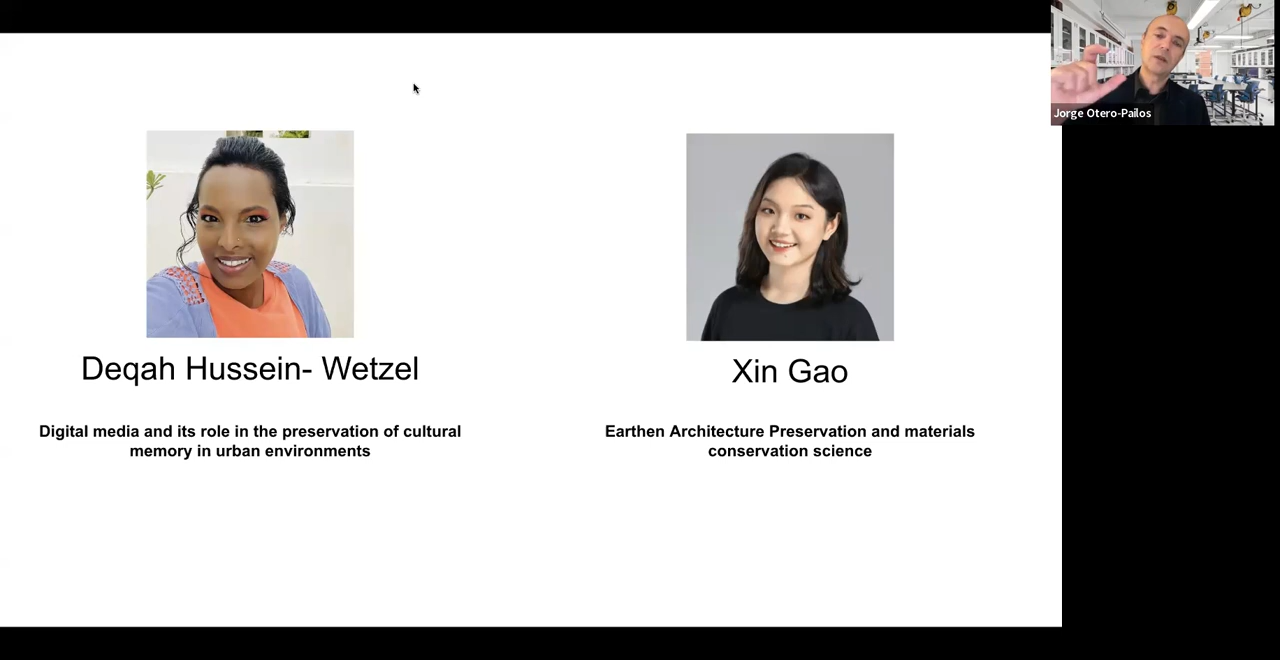 Jorge Otero-Pailos
Deqah Hussein- Wetzel
Digital media and its role in the preservation of cultural
memory in urban environments
Xin Gao
Earthen Architecture Preservation and materials
conservation science